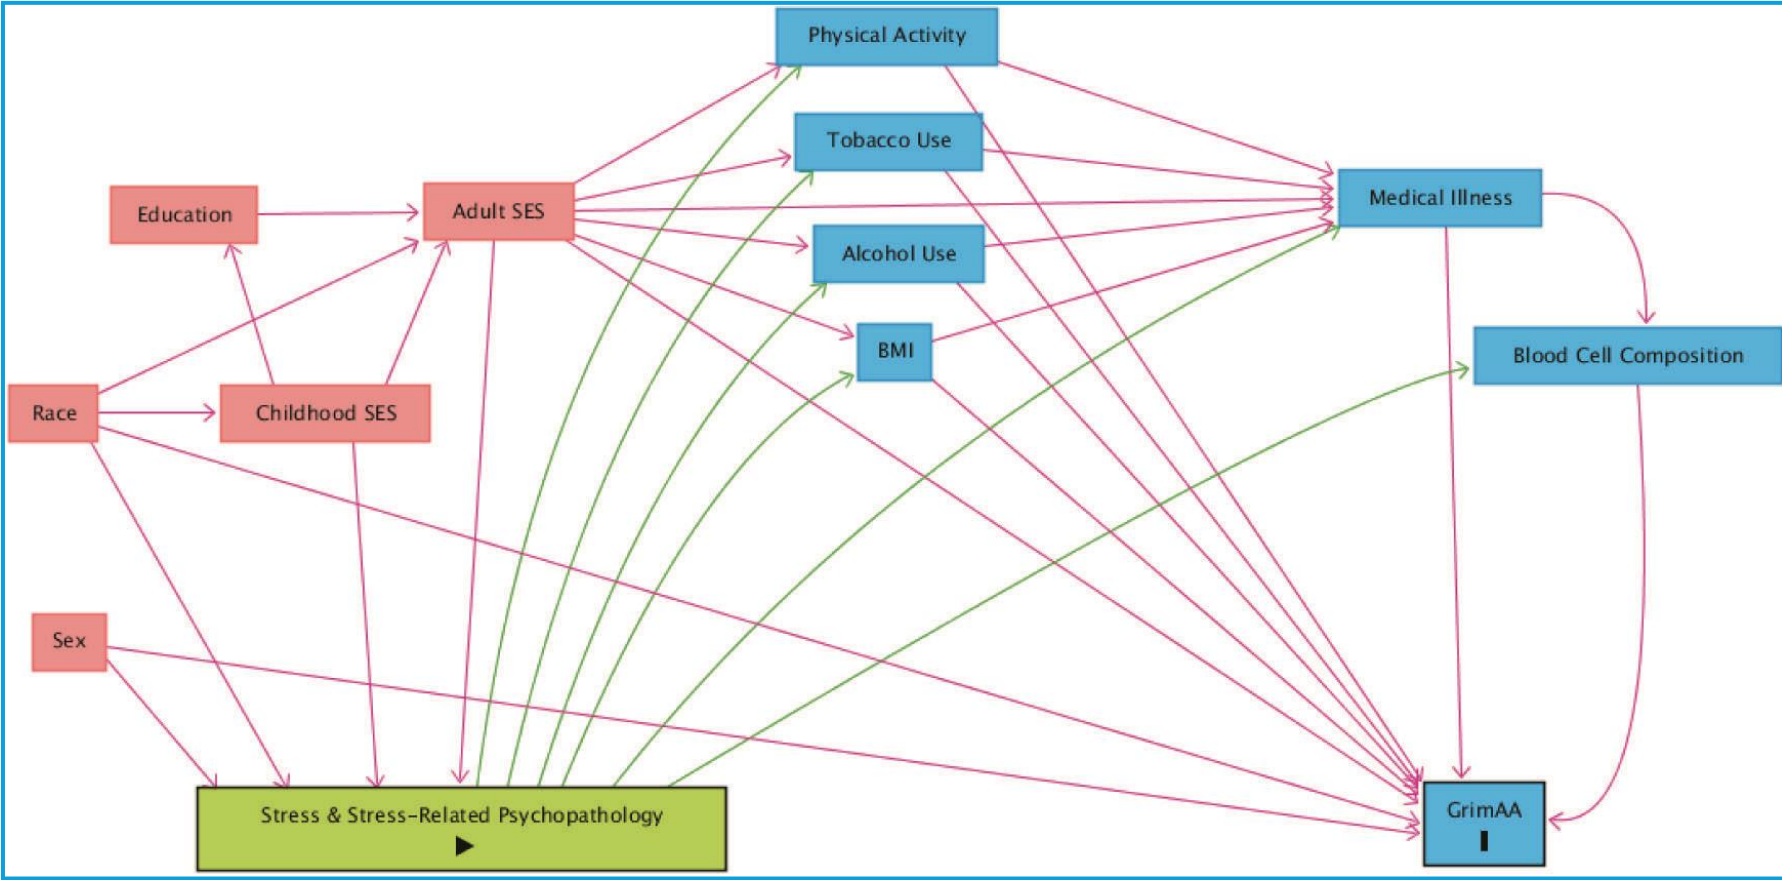 Physical Activity
Tobacco Use
Education
Adult SES
Medical Illness
Alcohol Use
BMI
Blood Cell Composition
Race
Childhood SES
Sex
Stress & Stress-Related Psychopathology
GrimAA